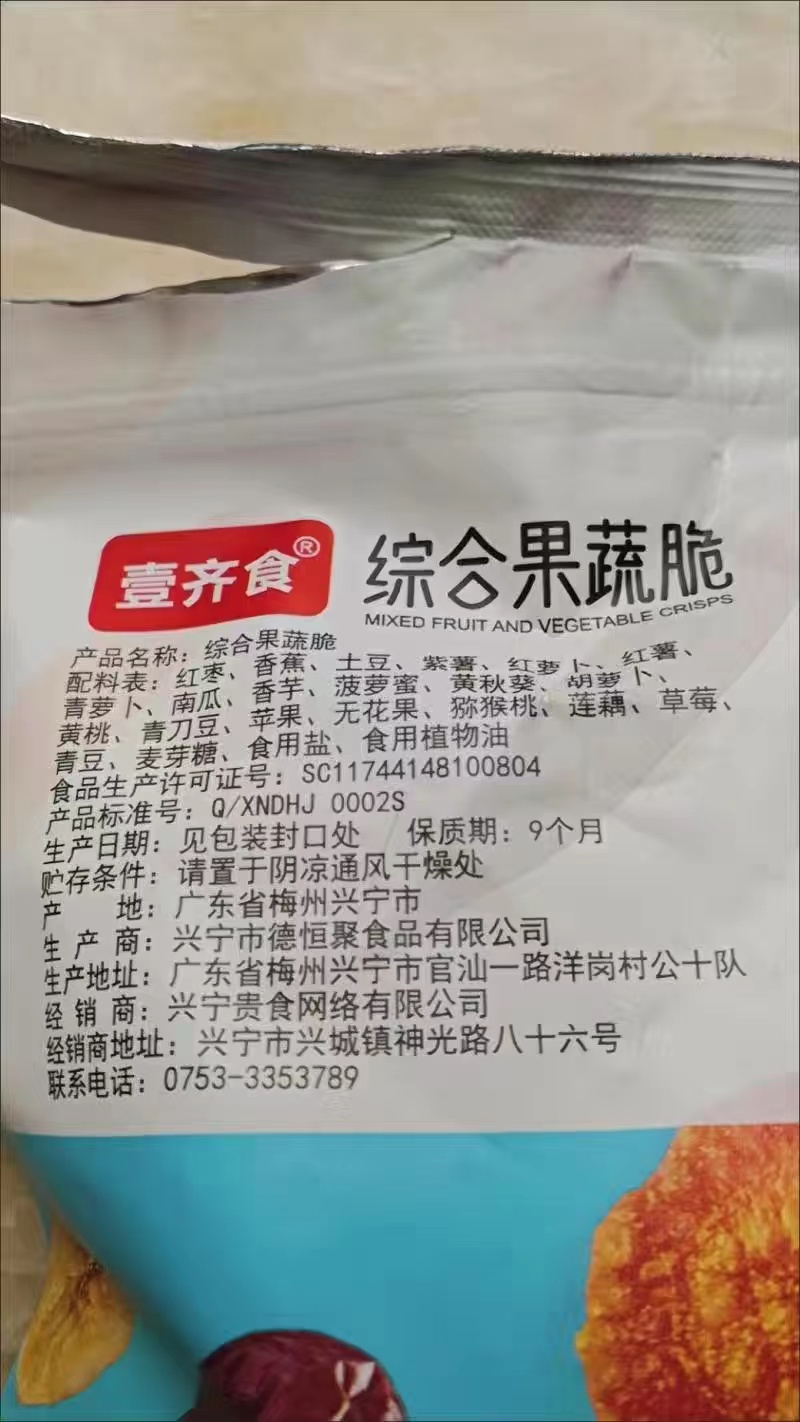 壹齐食®
综合果蔬脆
MIXED FRUIT AND VEGETABLE CRISPS
产品名称：综合果蔬脆
配料表：红枣、香蕉、土豆、紫薯、红萝卜、红薯、
青萝卜、南瓜、香芋、菠萝蜜、黄秋葵、胡萝卜、
黄桃、青刀豆、苹果、无花果、猕猴桃、莲藕、草莓、
青豆、麦芽糖、食用盐、食用植物油
食品生产许可证号：SC11744148100804
产品标准号：Q/XNDHJ 0002S
生产日期：见包装封口处 保质期：9个月
贮存条件：请置于阴凉通风干燥处
产 地：广东省梅州兴宁市
生 产 商：兴宁市德恒聚食品有限公司
生产地址：广东省梅州兴宁市官汕一路洋岗村公十队
经 销 商：兴宁贵食网络有限公司
经销商地址：兴宁市兴城镇神光路八十六号
联系电话：0753-3353789